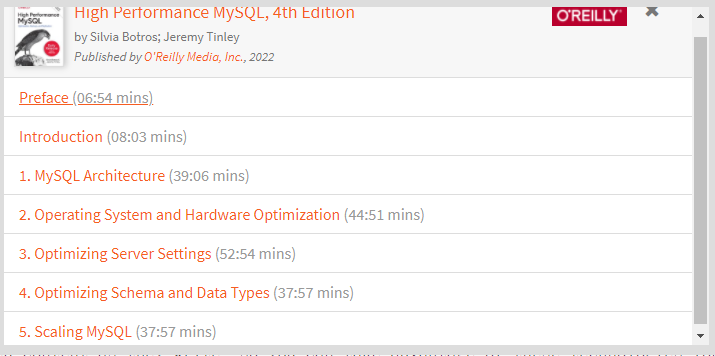 High Performance MySQL, 4th Edition
O'REILLY®
High Performance
MySQL
by Silvia Botros; Jeremy Tinley
Published by O'Reilly Media, Inc., 2022
Preface (06:54 mins)
Introduction (08:03 mins)
1. MySQL Architecture (39:06 mins)
2. Operating System and Hardware Optimization (44:51 mins)
3. Optimizing Server Settings (52:54 mins)
4. Optimizing Schema and Data Types (37:57 mins)
5. Scaling MySQL (37:57 mins)